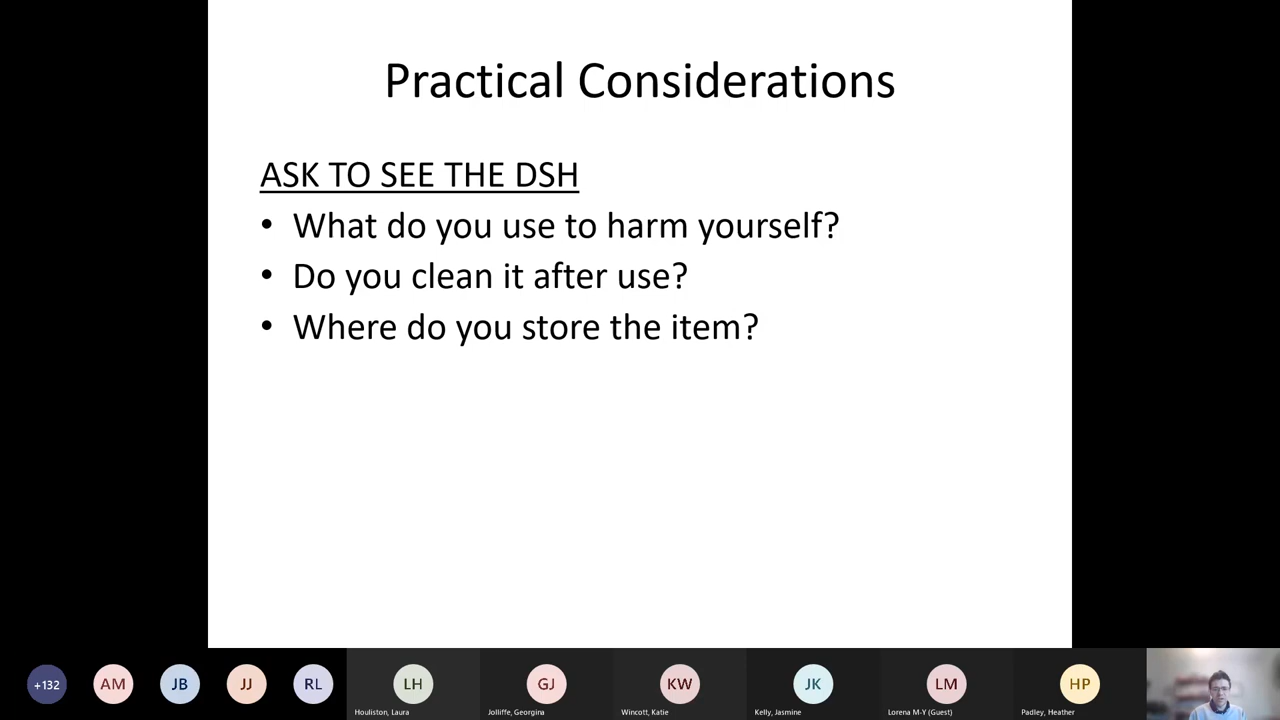 Practical Considerations
ASK TO SEE THE DSH
• What do you use to harm yourself?
• Do you clean it after use?
• Where do you store the item?
+132 AM JB JJ RL LH GJ KW JK LM HP
Houliston, Laura Jolliffe, Georgina Wincott, Katie Kelly, Jasmine Lorena M-Y (Guest) Padley, Heather